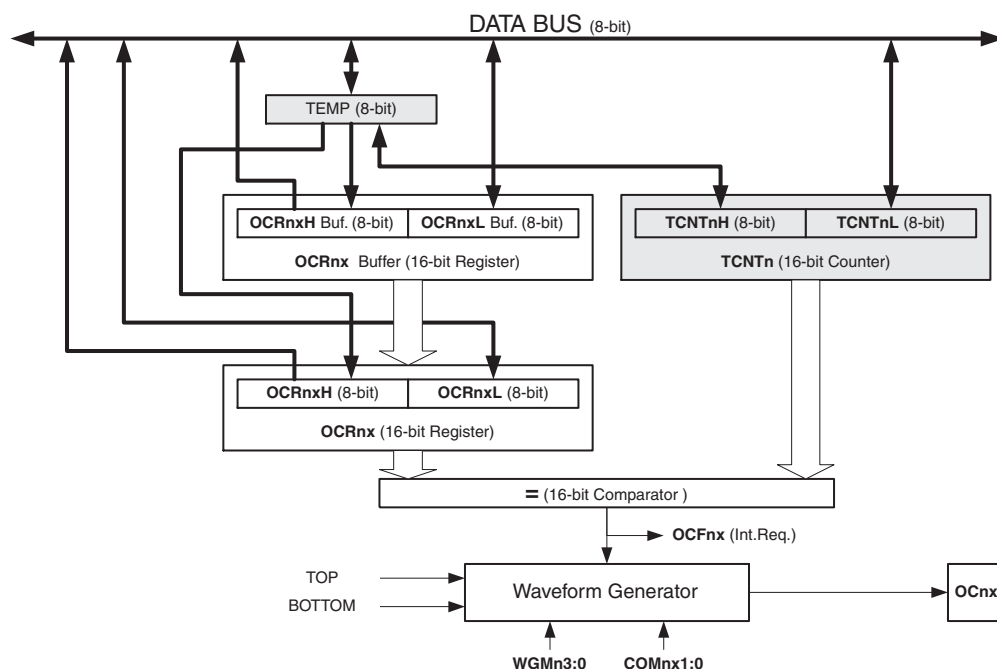 DATA BUS (8-bit)
TEMP (8-bit)
OCRnxH Buf. (8-bit) OCRnxL Buf. (8-bit)
OCRnx Buffer (16-bit Register)
TCNTnH (8-bit) TCNTnL (8-bit)
TCNTn (16-bit Counter)
OCRnxH (8-bit) OCRnxL (8-bit)
OCRnx (16-bit Register)
= (16-bit Comparator )
OCFnx (Int.Req.)
TOP
BOTTOM
Waveform Generator
OCnx
WGMn3:0 COMnx1:0